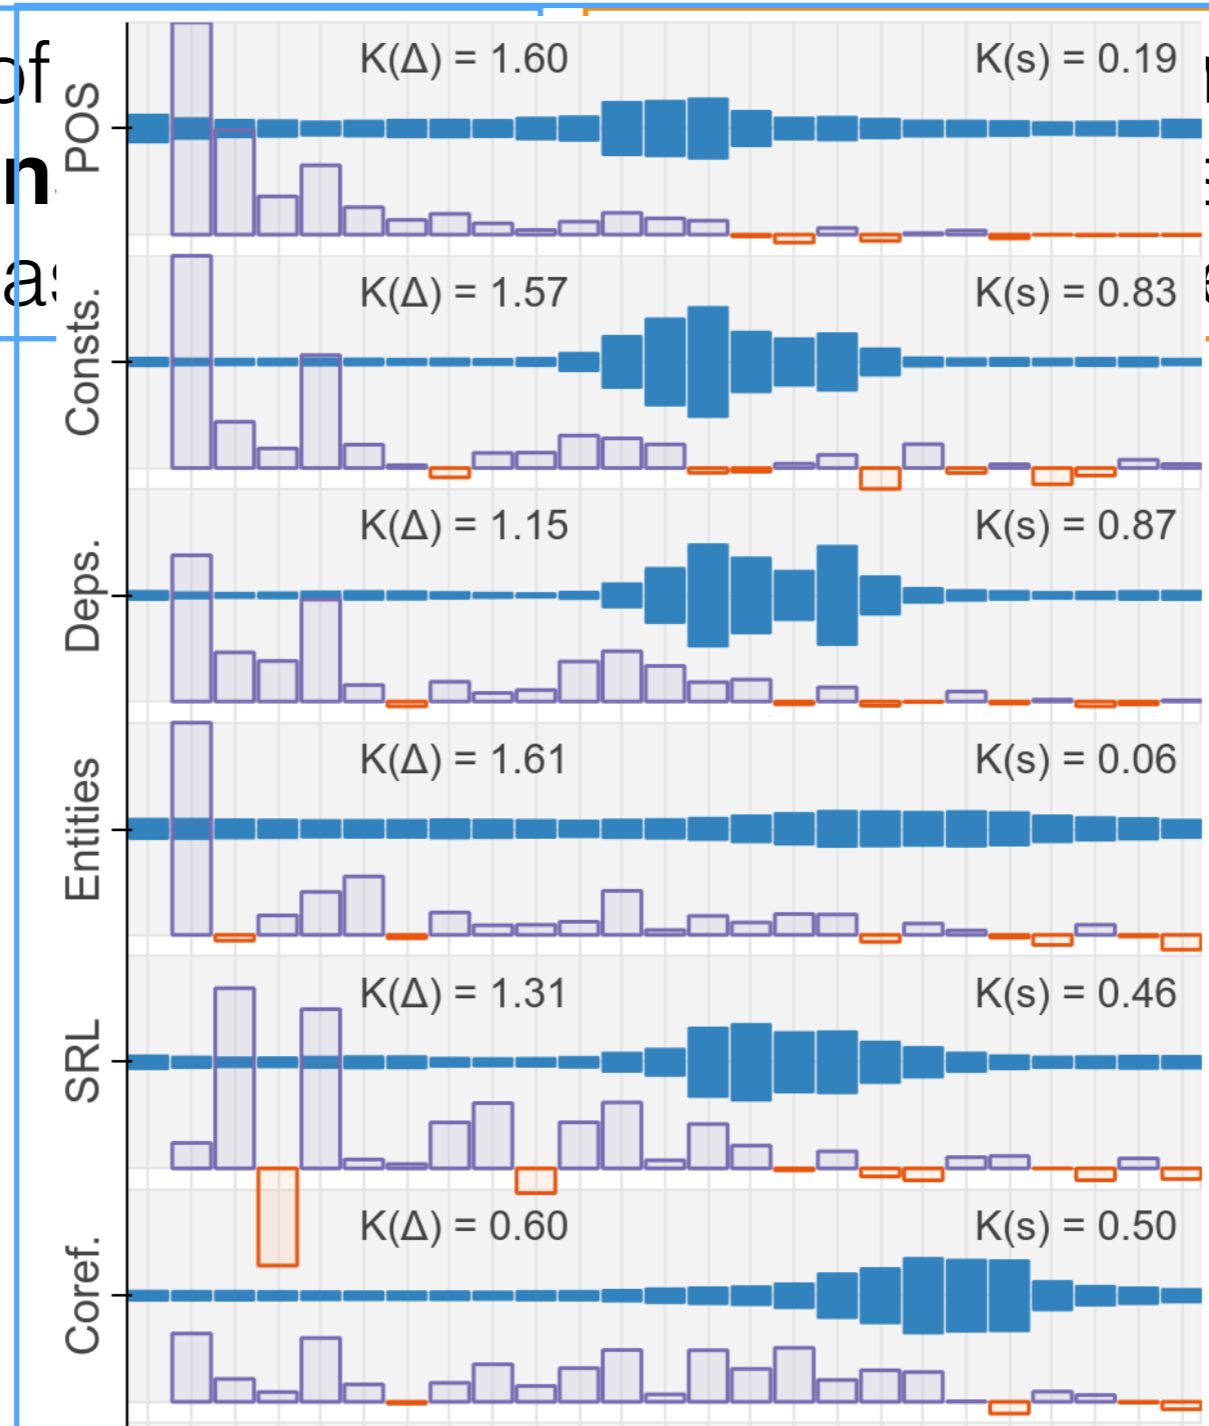 of
POS
K(Δ) = 1.60
K(s) = 0.19
Consts.
K(Δ) = 1.57
K(s) = 0.83
Deps.
K(Δ) = 1.15
K(s) = 0.87
Entities
K(Δ) = 1.61
K(s) = 0.06
SRL
K(Δ) = 1.31
K(s) = 0.46
Coref.
K(Δ) = 0.60
K(s) = 0.50